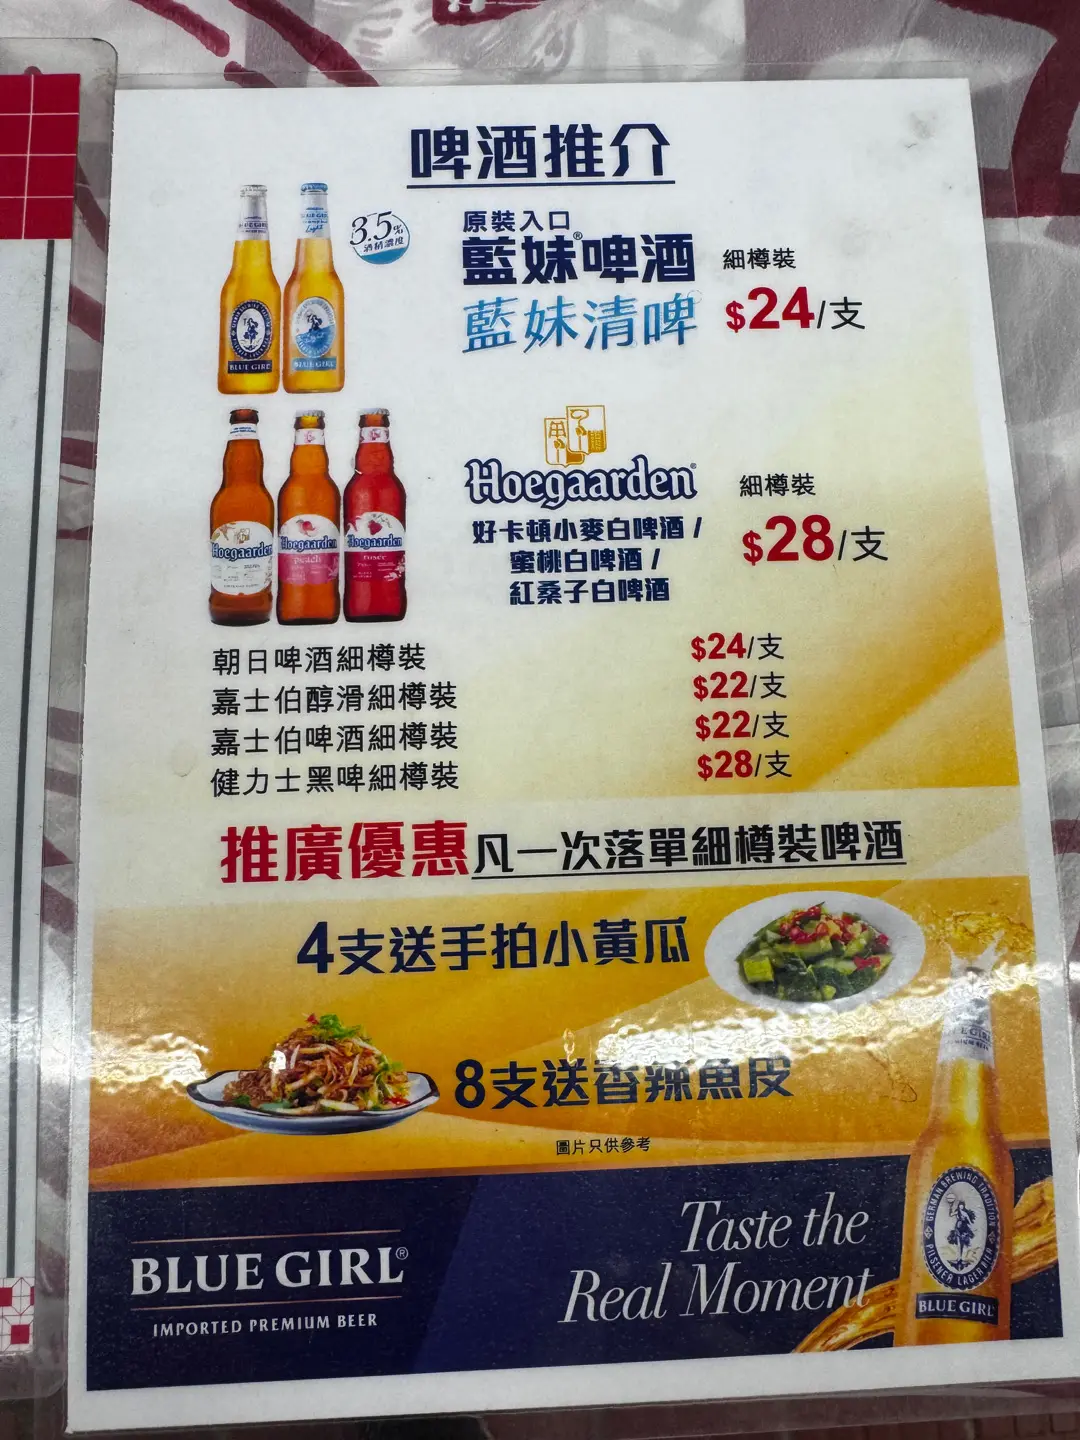 啤酒推介
3.5%
酒精濃度
原裝入口
藍妹®啤酒
細樽裝
藍妹清啤
$24/支
BLUE GIRL
BLUE GIRL
Hoegaarden®
細樽裝
好卡頓小麥白啤酒 /
蜜桃白啤酒 /
紅桑子白啤酒
$28/支
Hoegaarden
Hoegaarden
peach
Hoegaarden
朝日啤酒細樽裝 $24/支
嘉士伯醇滑細樽裝 $22/支
嘉士伯啤酒細樽裝 $22/支
健力士黑啤細樽裝 $28/支
推廣優惠凡一次落單細樽裝啤酒
4支送手拍小黃瓜
8支送香辣魚皮
圖片只供參考
BLUE GIRL®
IMPORTED PREMIUM BEER
Taste the
Real Moment
GERMAN BREWING TRADITION
PILSENER LAGER BIER
BLUE GIRL